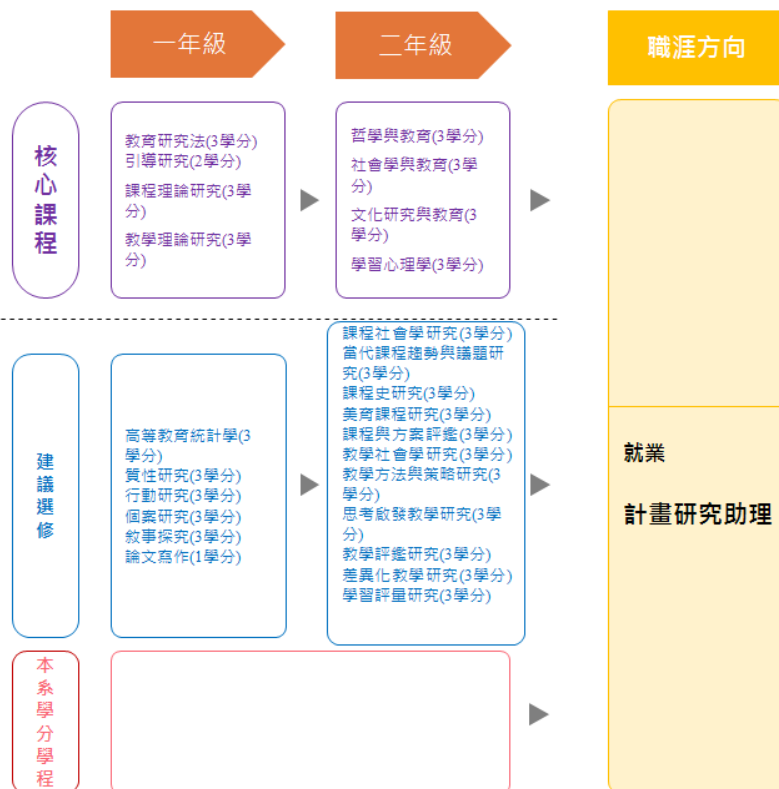 一年級
二年級
職涯方向
核
心
課
程
教育研究法(3學分)
引導研究(2學分)
課程理論研究(3學
分)
教學理論研究(3學
分)
哲學與教育(3學分)
社會學與教育(3學
分)
文化研究與教育(3
學分)
學習心理學(3學分)
建
議
選
修
高等教育統計學(3
學分)
質性研究(3學分)
行動研究(3學分)
個案研究(3學分)
敘事探究(3學分)
論文寫作(1學分)
課程社會學研究(3學分)
當代課程趨勢與議題研
究(3學分)
課程史研究(3學分)
美育課程研究(3學分)
課程與方案評鑑(3學分)
教學社會學研究(3學分)
教學方法與策略研究(3
學分)
思考啟發教學研究(3學
分)
教學評鑑研究(3學分)
差異化教學研究(3學分)
學習評量研究(3學分)
就業
計畫研究助理
本
系
學
分
學
程